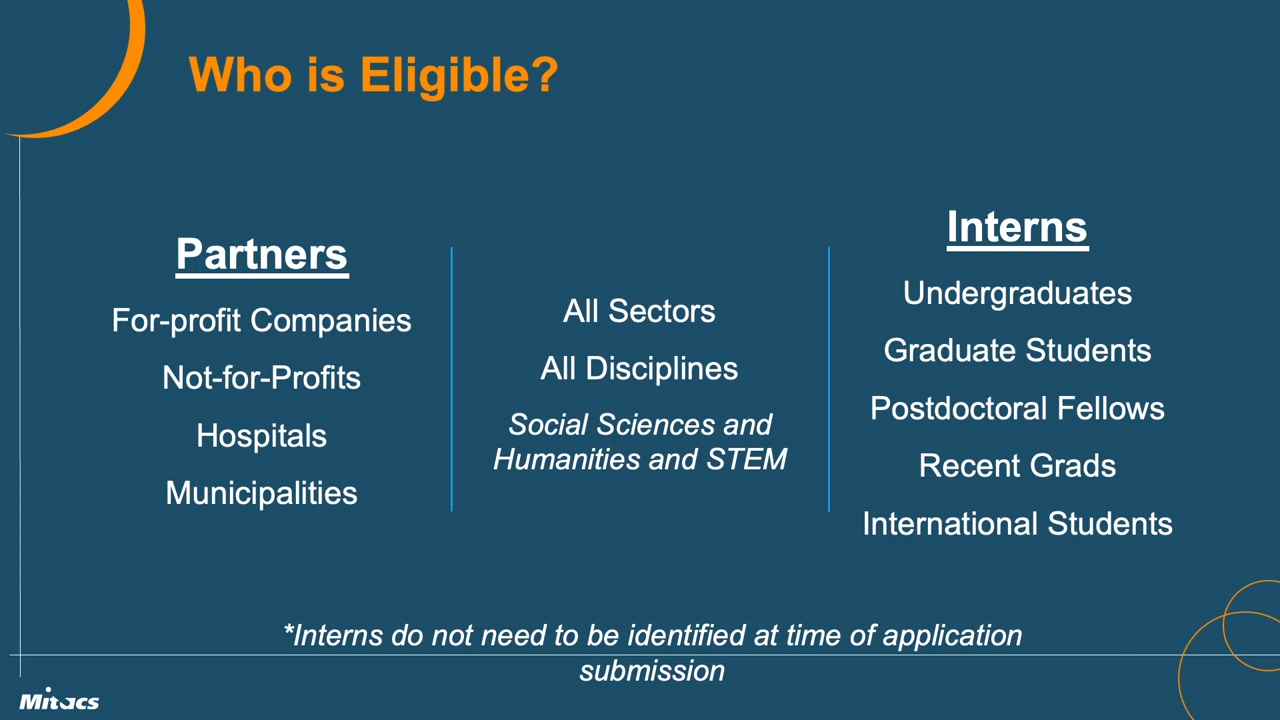 Who is Eligible?
Partners
For-profit Companies
Not-for-Profits
Hospitals
Municipalities
All Sectors
All Disciplines
Social Sciences and
Humanities and STEM
Interns
Undergraduates
Graduate Students
Postdoctoral Fellows
Recent Grads
International Students
*Interns do not need to be identified at time of application
submission
Mitacs